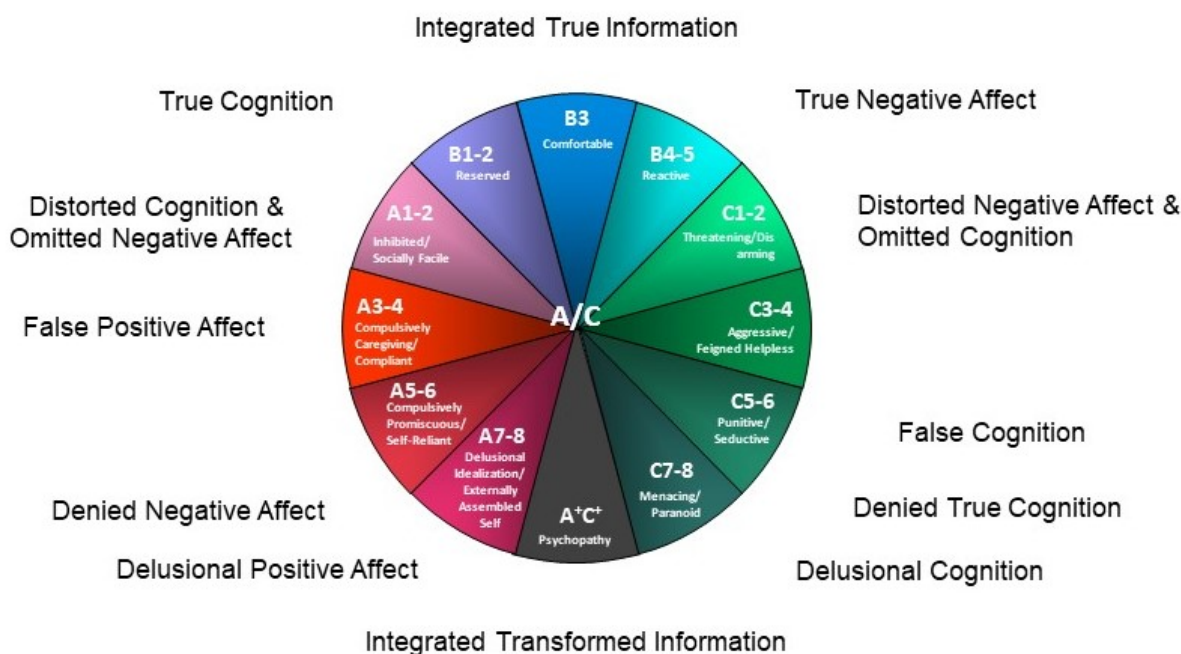 Integrated True Information
True Cognition
True Negative Affect
B3
Comfortable
B1-2
Reserved
B4-5
Reactive
Distorted Cognition &
Omitted Negative Affect
A1-2
Inhibited/
Socially Facile
C1-2
Threatening/Dis
arming
Distorted Negative Affect &
Omitted Cognition
False Positive Affect
A3-4
Compulsively
Caregiving/
Compliant
A/C
C3-4
Aggressive/
Feigned Helpless
A5-6
Compulsively
Promiscuous/
Self-Reliant
C5-6
Punitive/
Seductive
False Cognition
A7-8
Delusional
Idealization/
Externally
Assembled
Self
C7-8
Menacing/
Paranoid
Denied Negative Affect
A⁺C⁺
Psychopathy
Denied True Cognition
Delusional Positive Affect
Delusional Cognition
Integrated Transformed Information